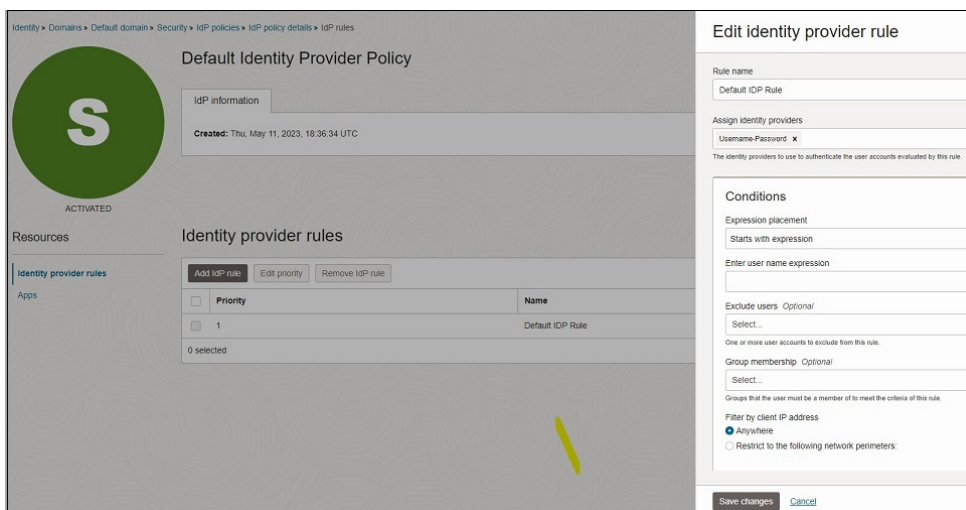 Identity » Domains » Default domain » Security » IdP policies » IdP policy details » IdP rules
S
ACTIVATED
Default Identity Provider Policy
IdP information
Created: Thu, May 11, 2023, 18:36:34 UTC
Resources
Identity provider rules
Apps
Identity provider rules
Add IdP rule Edit priority Remove IdP rule
Priority Name
1 Default IDP Rule
0 selected
Edit identity provider rule
Rule name
Default IDP Rule
Assign identity providers
Username-Password x
The identity providers to use to authenticate the user accounts evaluated by this rule.
Conditions
Expression placement
Starts with expression
Enter user name expression
Exclude users Optional
Select...
One or more user accounts to exclude from this rule.
Group membership Optional
Select...
Groups that the user must be a member of to meet the criteria of this rule.
Filter by client IP address
Anywhere
Restrict to the following network perimeters:
Save changes Cancel